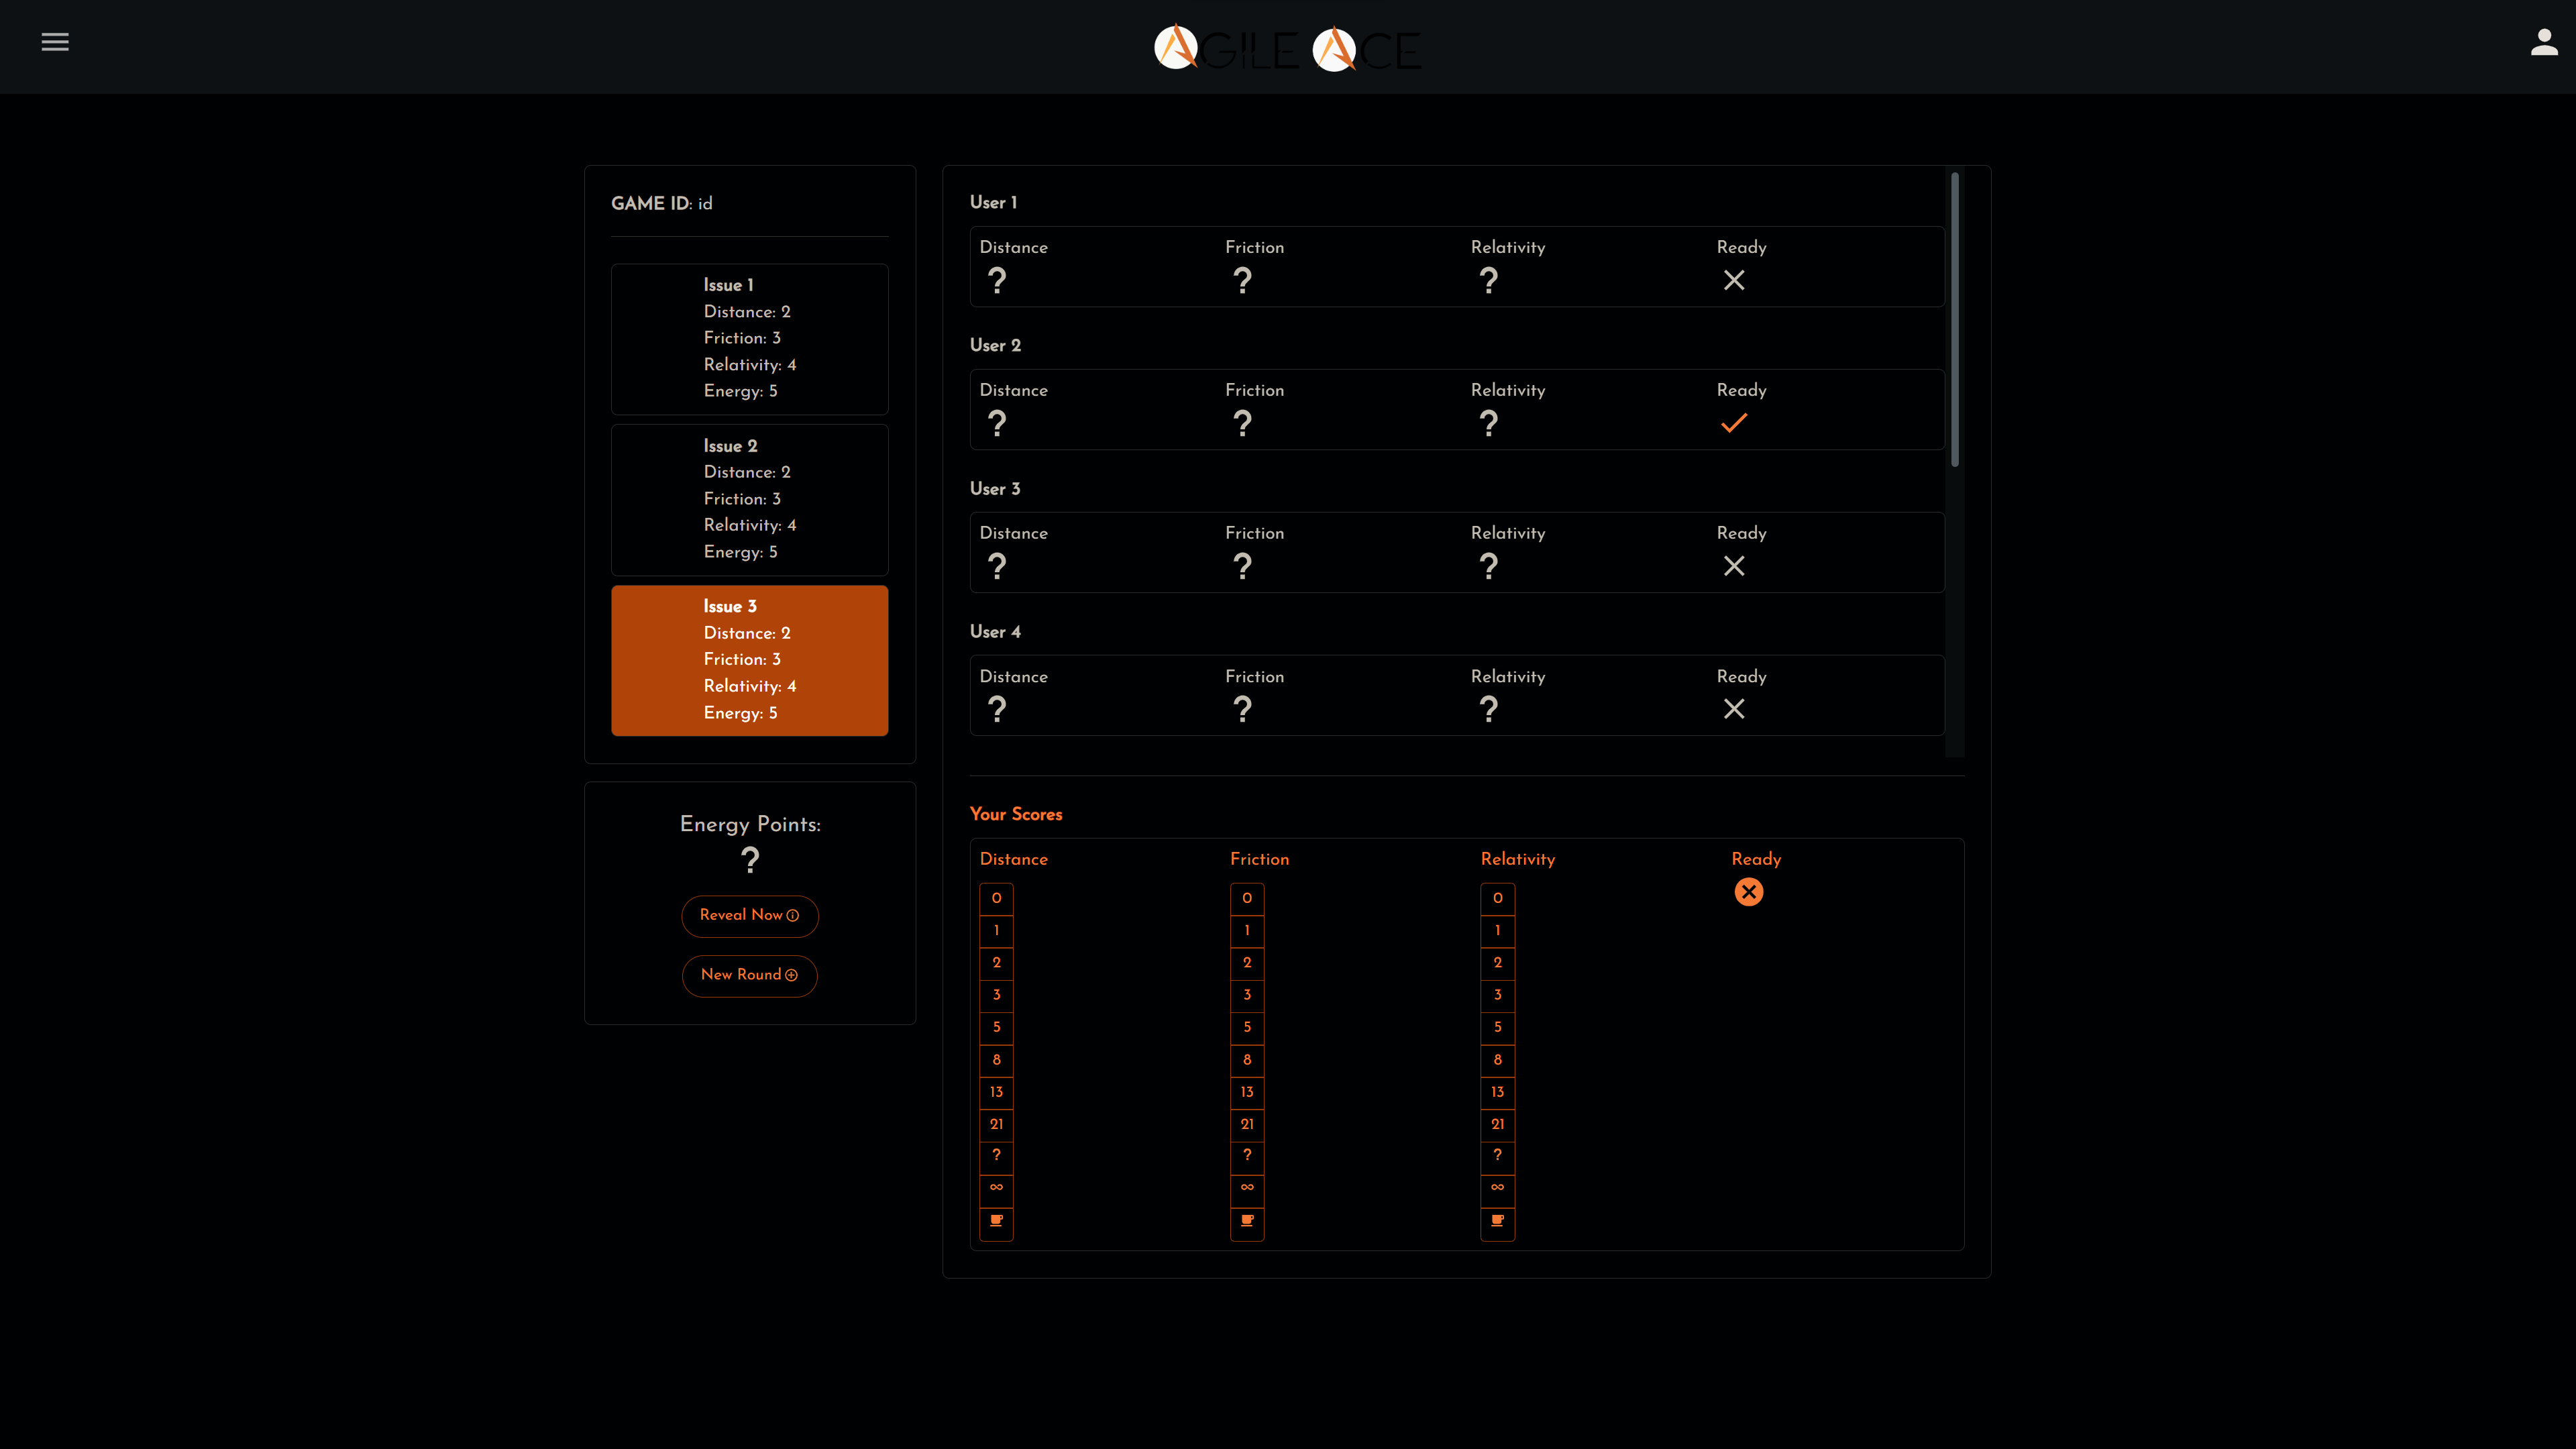 AGILE ACE
GAME ID: id
Issue 1
Distance: 2
Friction: 3
Relativity: 4
Energy: 5
Issue 2
Distance: 2
Friction: 3
Relativity: 4
Energy: 5
Issue 3
Distance: 2
Friction: 3
Relativity: 4
Energy: 5
Energy Points:
?
Reveal Now
New Round
User 1
Distance Friction Relativity Ready
? ? ?
User 2
Distance Friction Relativity Ready
? ? ?
User 3
Distance Friction Relativity Ready
? ? ?
User 4
Distance Friction Relativity Ready
? ? ?
Your Scores
Distance Friction Relativity Ready
0 0 0
1 1 1
2 2 2
3 3 3
5 5 5
8 8 8
13 13 13
21 21 21
? ? ?
∞ ∞ ∞